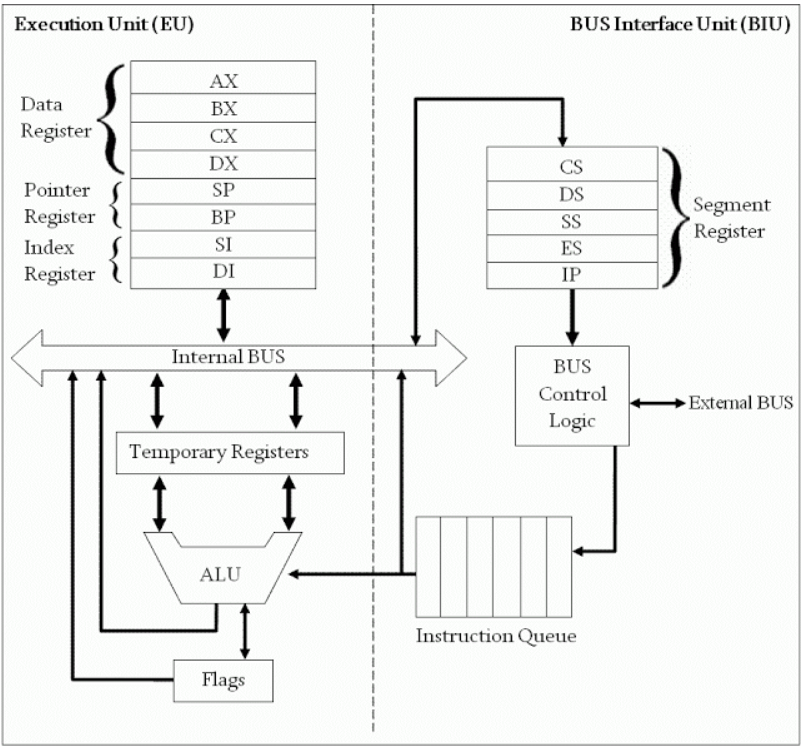 Execution Unit (EU)
BUS Interface Unit (BIU)
Data
Register
AX
BX
CX
DX
Pointer
Register
SP
BP
Index
Register
SI
DI
CS
DS
SS
ES
IP
Segment
Register
Internal BUS
BUS
Control
Logic
External BUS
Temporary Registers
ALU
Instruction Queue
Flags